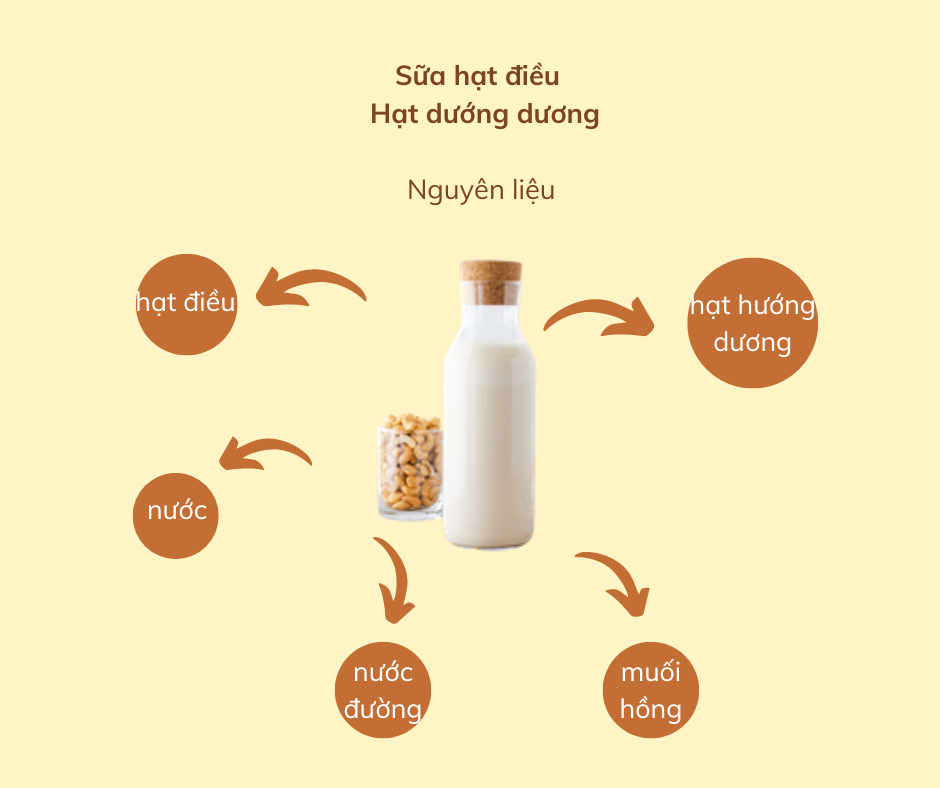 Sữa hạt điều
Hạt dướng dương
Nguyên liệu
hạt điều
hạt hướng
dương
nước
nước
đường
muối
hồng